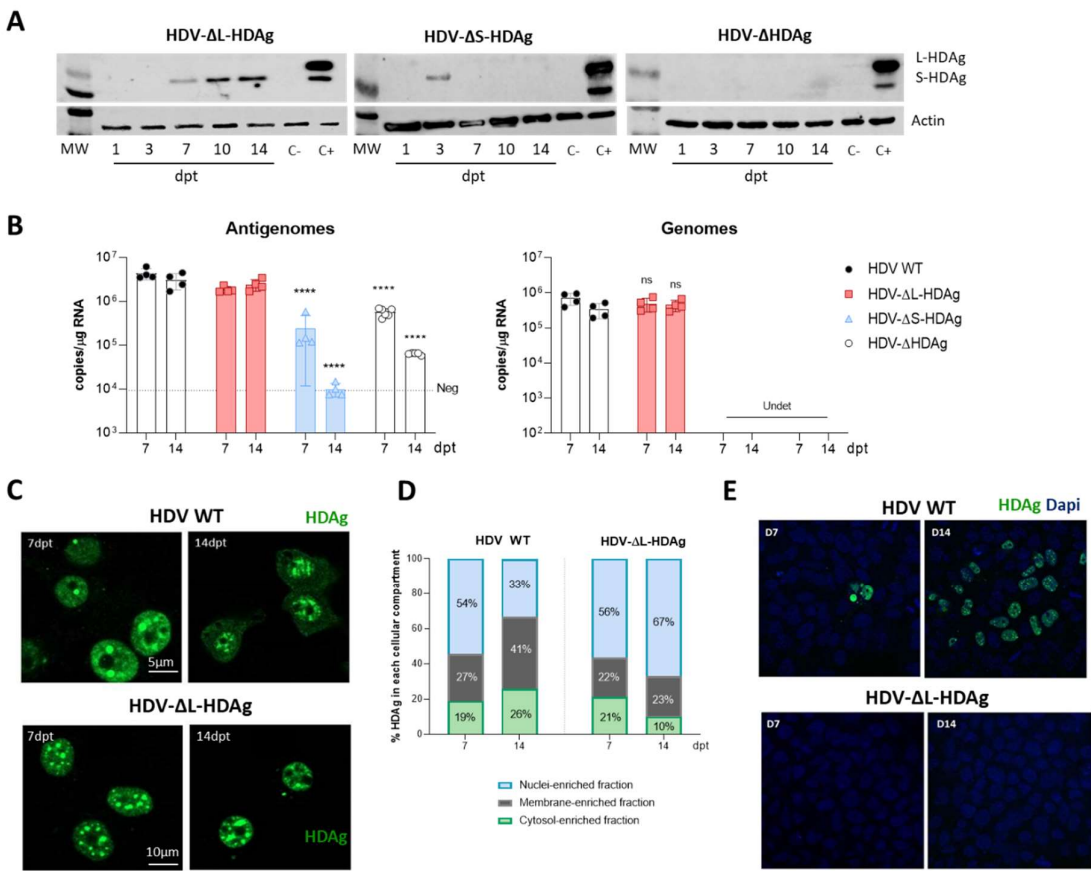 A
HDV-ΔL-HDAg
HDV-ΔS-HDAg
HDV-ΔHDAg
L-HDAg
S-HDAg
Actin
MW 1 3 7 10 14 C- C+ MW 1 3 7 10 14 C- C+ MW 1 3 7 10 14 C- C+
dpt dpt dpt
B
Antigenomes
copies/µg RNA
10⁷
10⁶
10⁵
10⁴
10³
**** **** **** ****
Neg
7 14 7 14 7 14 7 14 dpt
Genomes
copies/µg RNA
10⁷
10⁶
10⁵
10⁴
10³
10²
ns ns
Undet
7 14 7 14 7 14 7 14 dpt
HDV WT
HDV-ΔL-HDAg
HDV-ΔS-HDAg
HDV-ΔHDAg
C
HDV WT HDAg
7dpt 14dpt
5µm
HDV-ΔL-HDAg
7dpt 14dpt
10µm HDAg
D
HDV WT HDV-ΔL-HDAg
% HDAg in each cellular compartment
100
80
60
40
20
0
54% 33% 56% 67%
27% 41% 22% 23%
19% 26% 21% 10%
7 14 7 14 dpt
Nuclei-enriched fraction
Membrane-enriched fraction
Cytosol-enriched fraction
E
HDV WT HDAg Dapi
D7 D14
HDV-ΔL-HDAg
D7 D14